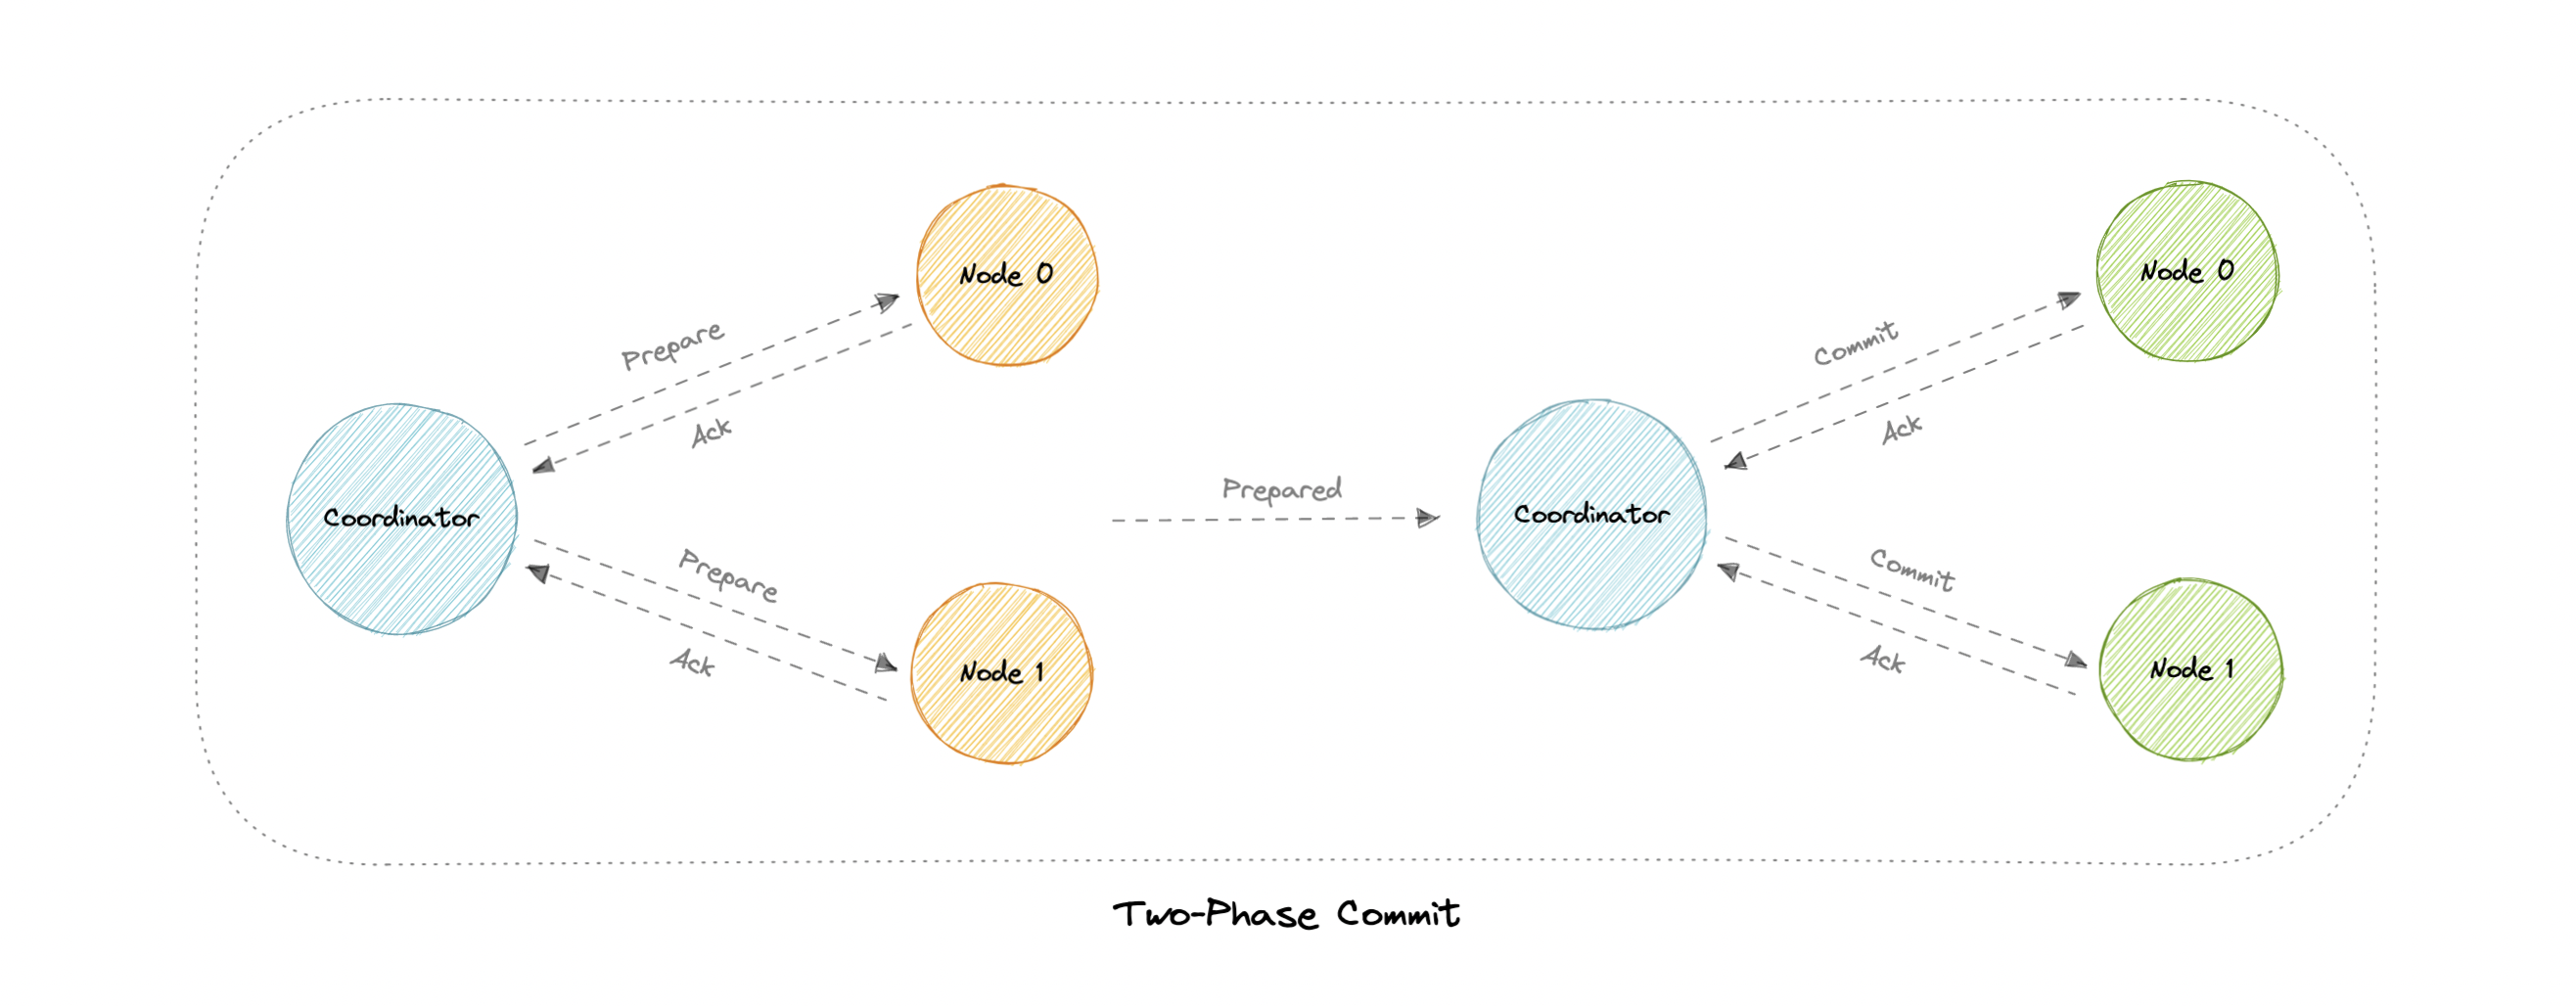 Node 0
Prepare
Ack
Coordinator
Prepare
Ack
Node 1
Prepared
Node 0
Commit
Ack
Coordinator
Commit
Ack
Node 1
Two-Phase Commit